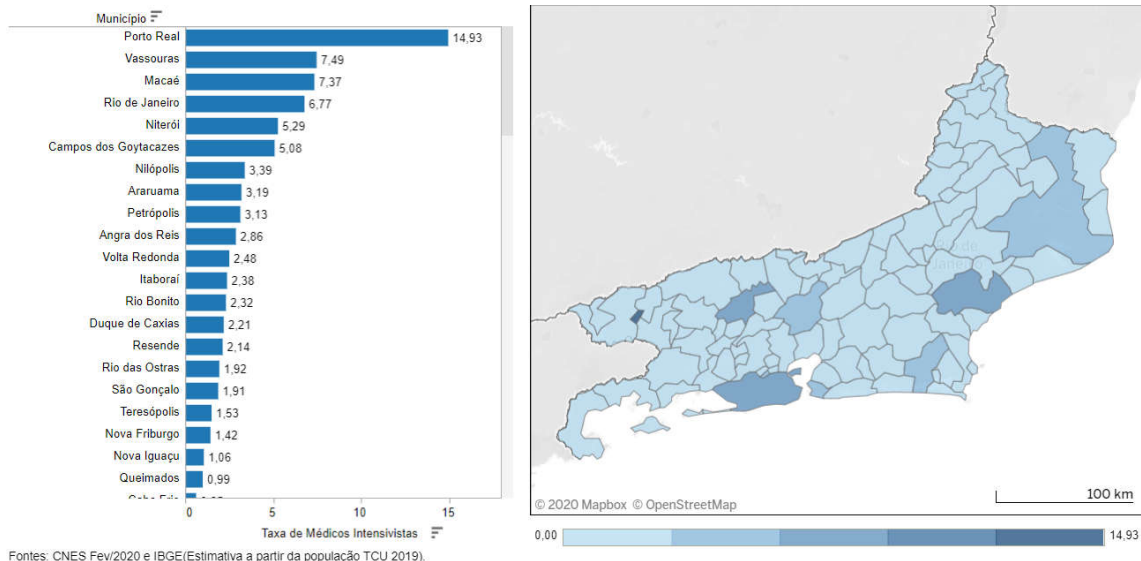 Município
Porto Real 14,93
Vassouras 7,49
Macaé 7,37
Rio de Janeiro 6,77
Niterói 5,29
Campos dos Goytacazes 5,08
Nilópolis 3,39
Araruama 3,19
Petrópolis 3,13
Angra dos Reis 2,86
Volta Redonda 2,48
Itaboraí 2,38
Rio Bonito 2,32
Duque de Caxias 2,21
Resende 2,14
Rio das Ostras 1,92
São Gonçalo 1,91
Teresópolis 1,53
Nova Friburgo 1,42
Nova Iguaçu 1,06
Queimados 0,99
0 5 10 15
Taxa de Médicos Intensivistas
Fontes: CNES Fev/2020 e IBGE(Estimativa a partir da população TCU 2019).
Rio de
Janeiro
© 2020 Mapbox © OpenStreetMap
100 km
0,00 14,93